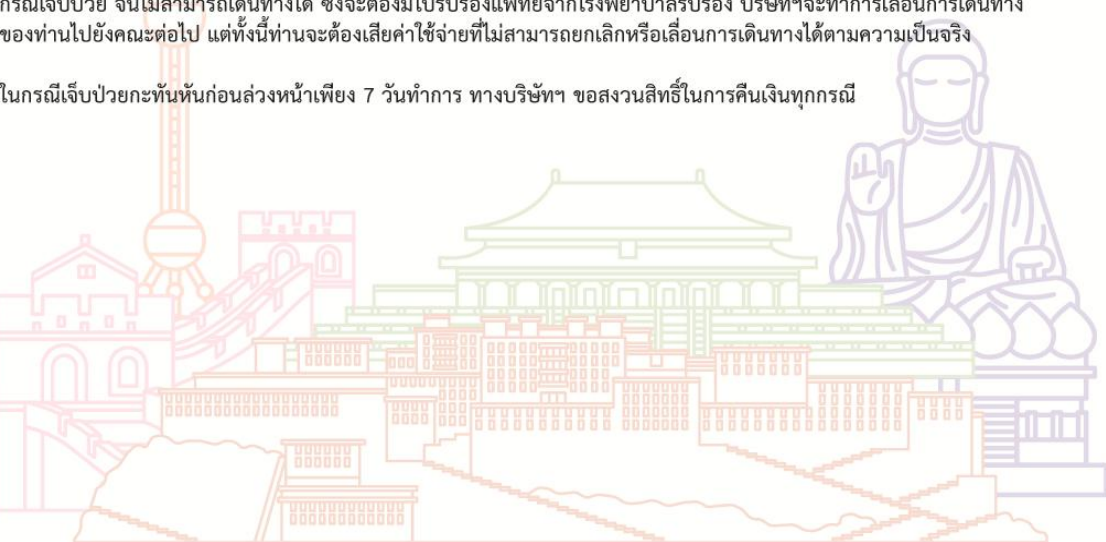 กรณีเจ็บป่วย จนไม่สามารถเดินทางได้ ซึ่งจะต้องมีใบรับรองแพทย์จากโรงพยาบาลรับรอง บริษัทฯจะทำการเลื่อนการเดินทาง
ของท่านไปยังคณะต่อไป แต่ทั้งนี้ท่านจะต้องเสียค่าใช้จ่ายที่ไม่สามารถยกเลิกหรือเลื่อนการเดินทางได้ตามความเป็นจริง
ในกรณีเจ็บป่วยกะทันหันก่อนล่วงหน้าเพียง 7 วันทำการ ทางบริษัทฯ ขอสงวนสิทธิ์ในการคืนเงินทุกกรณี